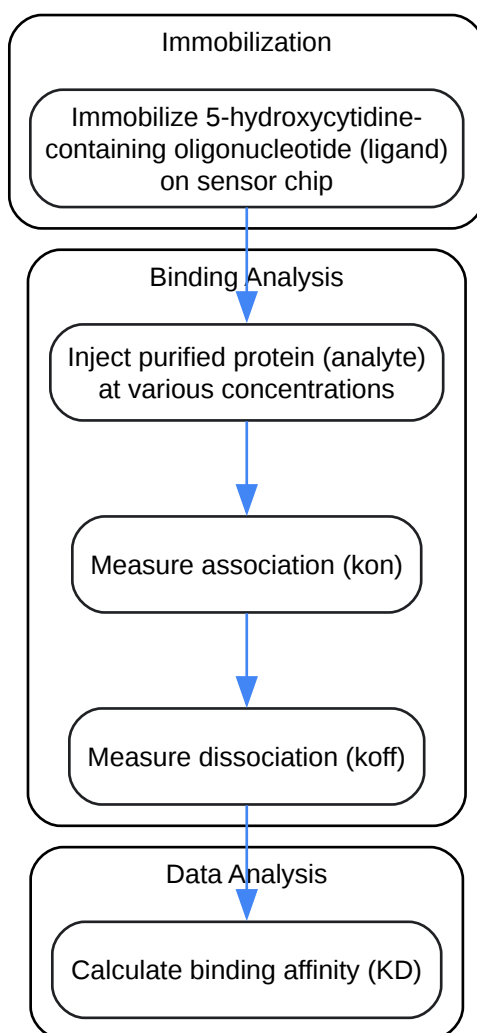 Immobilization
Immobilize 5-hydroxycytidine-
containing oligonucleotide (ligand)
on sensor chip
Binding Analysis
Inject purified protein (analyte)
at various concentrations
Measure association (kon)
Measure dissociation (koff)
Data Analysis
Calculate binding affinity (KD)